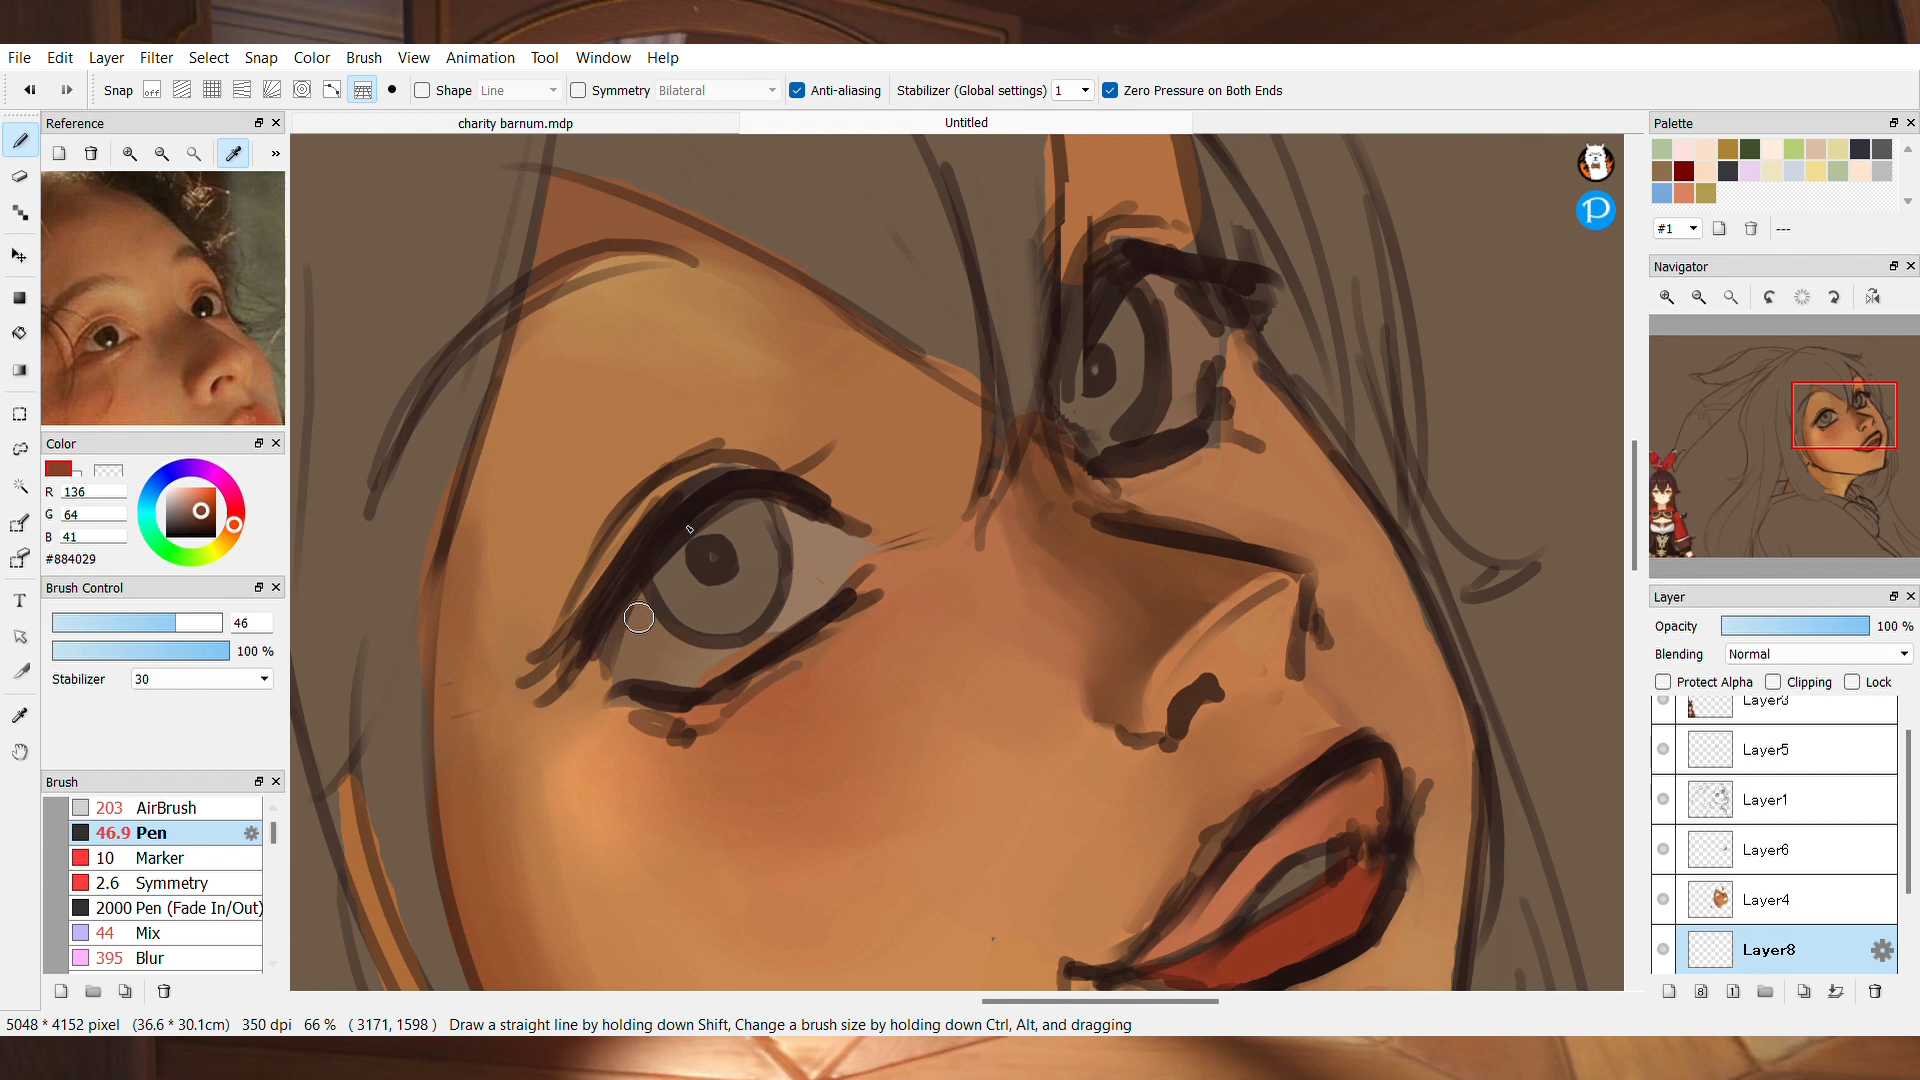 File Edit Layer Filter Select Snap Color Brush View Animation Tool Window Help
Snap off Shape Line Symmetry Bilateral Anti-aliasing Stabilizer (Global settings) 1 Zero Pressure on Both Ends
Reference
charity barnum.mdp
Untitled
Palette
#1 ---
Navigator
Color
R 136
G 64
B 41
#884029
Brush Control
46
100 %
Stabilizer 30
Brush
203 AirBrush
46.9 Pen
10 Marker
2.6 Symmetry
2000 Pen (Fade In/Out)
44 Mix
395 Blur
Layer
Opacity 100 %
Blending Normal
Protect Alpha Clipping Lock
Layer3
Layer5
Layer1
Layer6
Layer4
Layer8
5048 * 4152 pixel (36.6 * 30.1cm) 350 dpi 66 % ( 3171, 1598 ) Draw a straight line by holding down Shift, Change a brush size by holding down Ctrl, Alt, and dragging